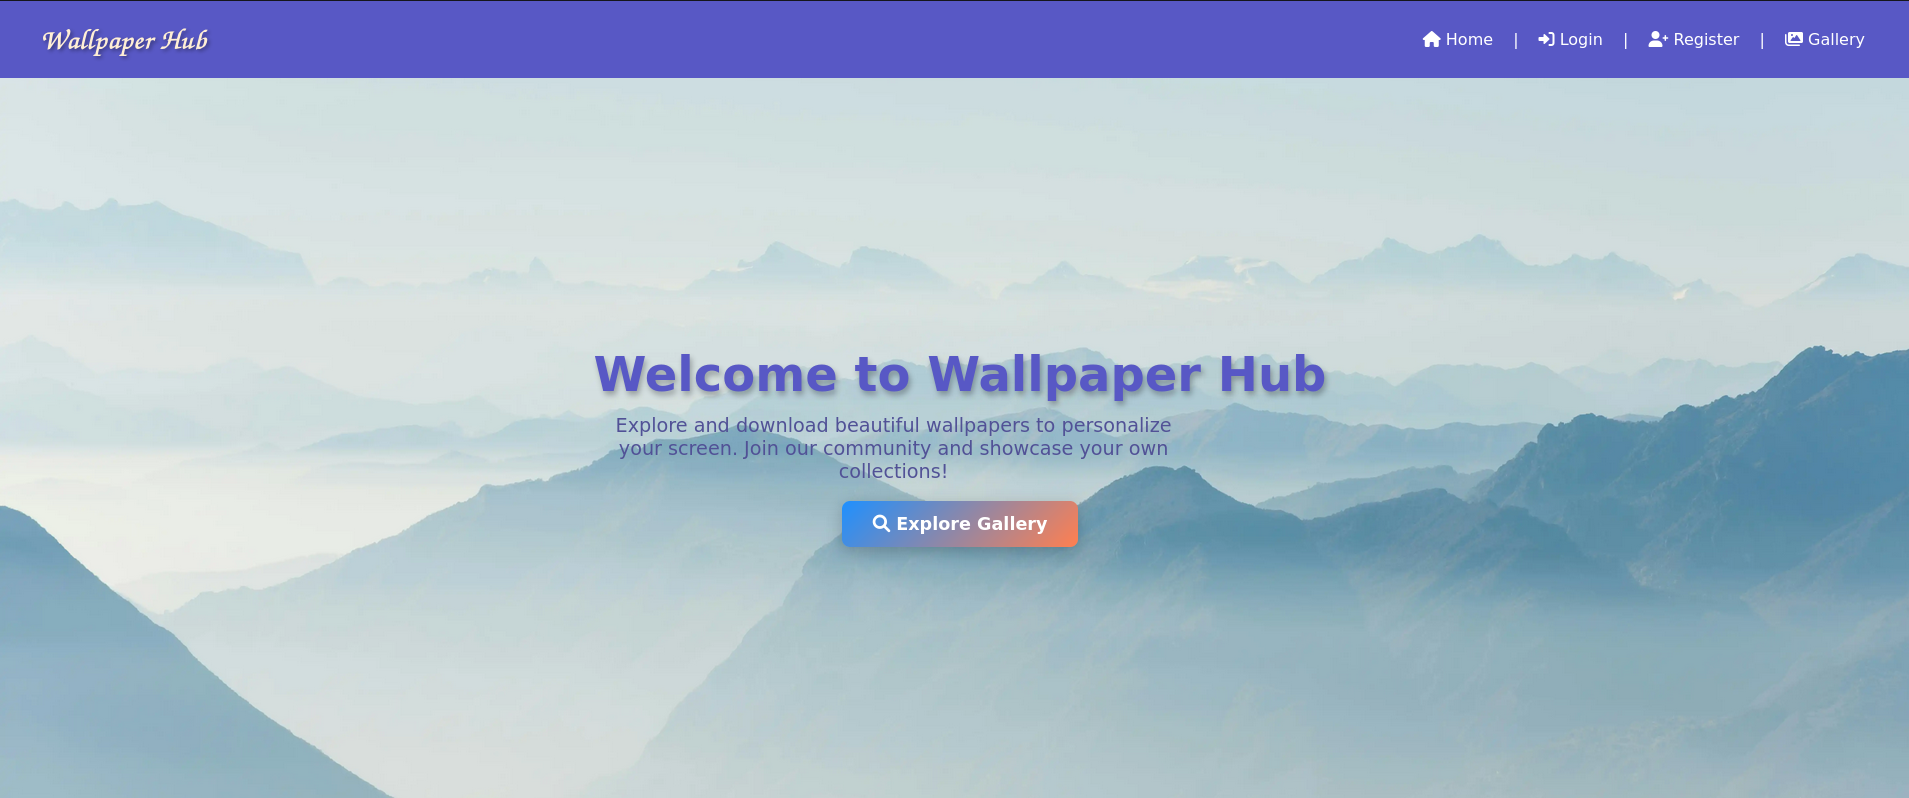 Wallpaper Hub
Home | Login | Register | Gallery
Welcome to Wallpaper Hub
Explore and download beautiful wallpapers to personalize
your screen. Join our community and showcase your own
collections!
Explore Gallery